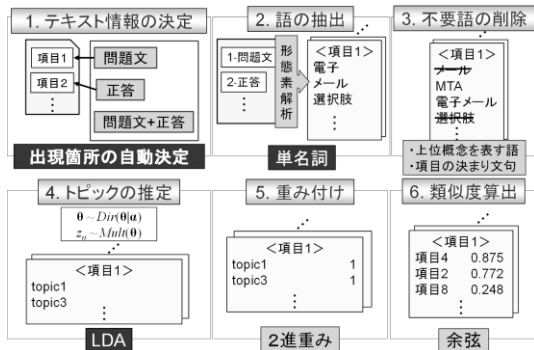 1. テキスト情報の決定
項目1
項目2
問題文
正答
問題文+正答
出現箇所の自動決定
2. 語の抽出
1-問題文
2-正答
形態素解析
<項目1>
電子
メール
選択肢
単名詞
3. 不要語の削除
<項目1>
メール
MTA
電子メール
選択肢
・上位概念を表す語
・項目の決まり文句
4. トピックの推定
θ ~ Dir(θ|α)
z_n ~ Mult(θ)
<項目1>
topic1
topic3
LDA
5. 重み付け
<項目1>
topic1 1
topic3 1
2進重み
6. 類似度算出
<項目1>
項目4 0.875
項目2 0.772
項目8 0.248
余弦